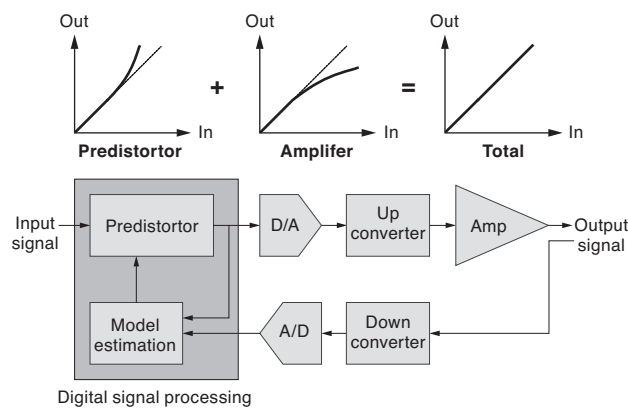 Out
Out
Out
+
=
In
In
In
Predistortor
Amplifer
Total
Input
signal
Predistortor
D/A
Up
converter
Amp
Output
signal
Model
estimation
A/D
Down
converter
Digital signal processing